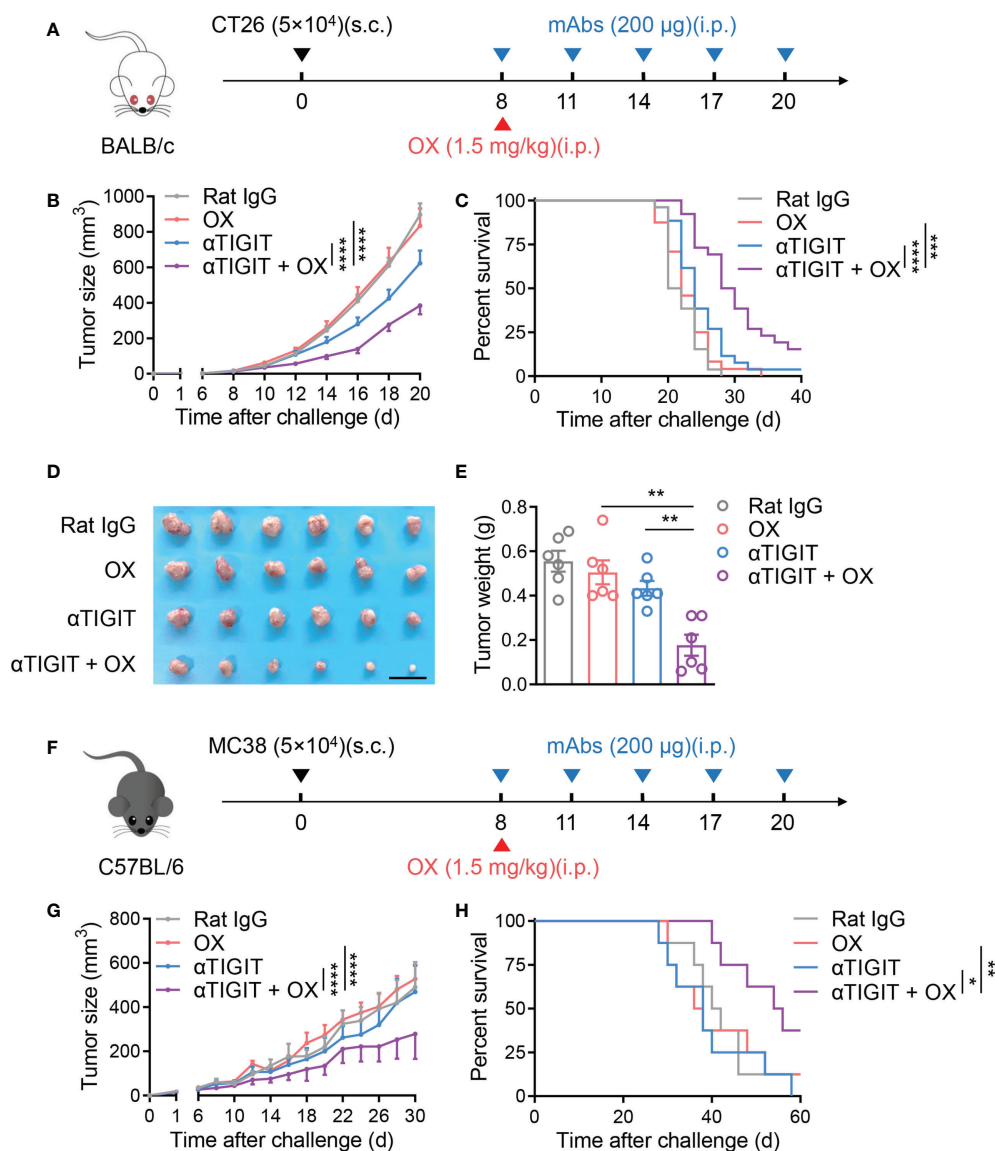 A
CT26 (5×10⁴)(s.c.)
mAbs (200 µg)(i.p.)
0
8
11
14
17
20
BALB/c
OX (1.5 mg/kg)(i.p.)
B
Tumor size (mm³)
1000
800
600
400
200
0
0 1 6 8 10 12 14 16 18 20
Time after challenge (d)
Rat IgG
OX
αTIGIT
αTIGIT + OX
****
****
C
Percent survival
100
75
50
25
0
0 10 20 30 40
Time after challenge (d)
Rat IgG
OX
αTIGIT
αTIGIT + OX
****
***
D
Rat IgG
OX
αTIGIT
αTIGIT + OX
E
Tumor weight (g)
0.8
0.6
0.4
0.2
0.0
**
**
Rat IgG
OX
αTIGIT
αTIGIT + OX
F
MC38 (5×10⁴)(s.c.)
mAbs (200 µg)(i.p.)
0
8
11
14
17
20
C57BL/6
OX (1.5 mg/kg)(i.p.)
G
Tumor size (mm³)
800
600
400
200
0
0 1 6 10 14 18 22 26 30
Time after challenge (d)
Rat IgG
OX
αTIGIT
αTIGIT + OX
****
****
H
Percent survival
100
75
50
25
0
0 20 40 60
Time after challenge (d)
Rat IgG
OX
αTIGIT
αTIGIT + OX
*
**